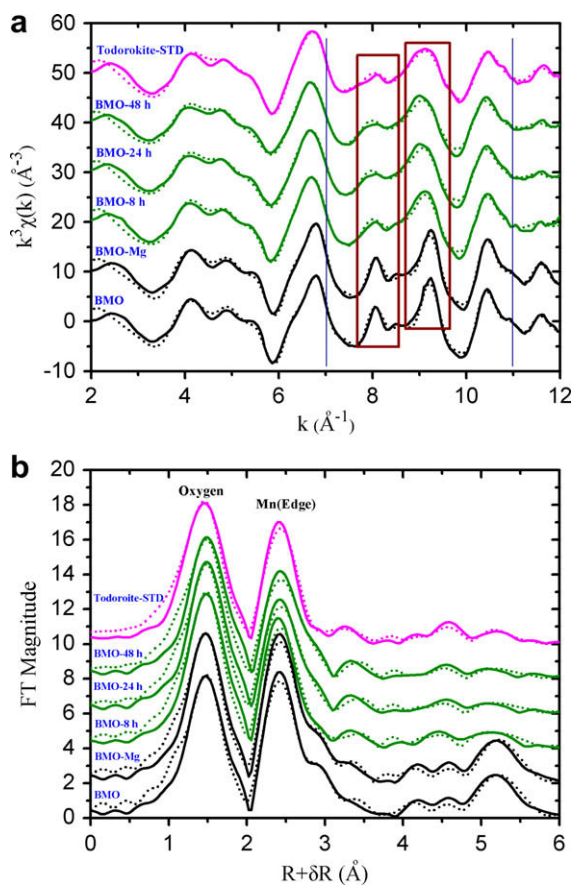 a
60
50
40
30
20
10
0
-10
k³χ(k) (Å⁻³)
Todorokite-STD
BMO-48 h
BMO-24 h
BMO-8 h
BMO-Mg
BMO
2 4 6 8 10 12
k (Å⁻¹)
b
20
18
16
14
12
10
8
6
4
2
0
FT Magnitude
Oxygen
Mn(Edge)
Todoroite-STD
BMO-48 h
BMO-24 h
BMO-8 h
BMO-Mg
BMO
0 1 2 3 4 5 6
R+δR (Å)